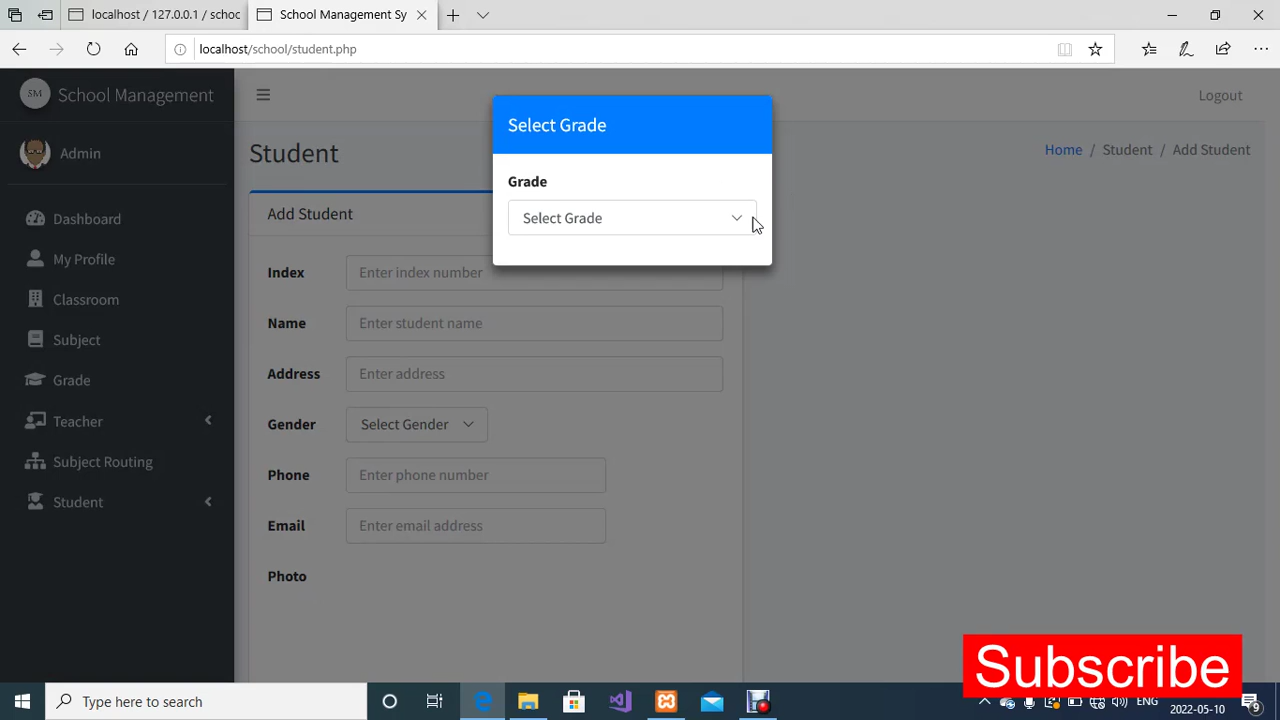 localhost / 127.0.0.1 / schoc
School Management Sy
localhost/school/student.php
SM
School Management
Logout
Admin
Dashboard
My Profile
Classroom
Subject
Grade
Teacher
Subject Routing
Student
Student
Home / Student / Add Student
Add Student
Select Grade
Grade
Select Grade
Index
Enter index number
Name
Enter student name
Address
Enter address
Gender
Select Gender
Phone
Enter phone number
Email
Enter email address
Photo
Subscribe
Type here to search
ENG
2022-05-10
9